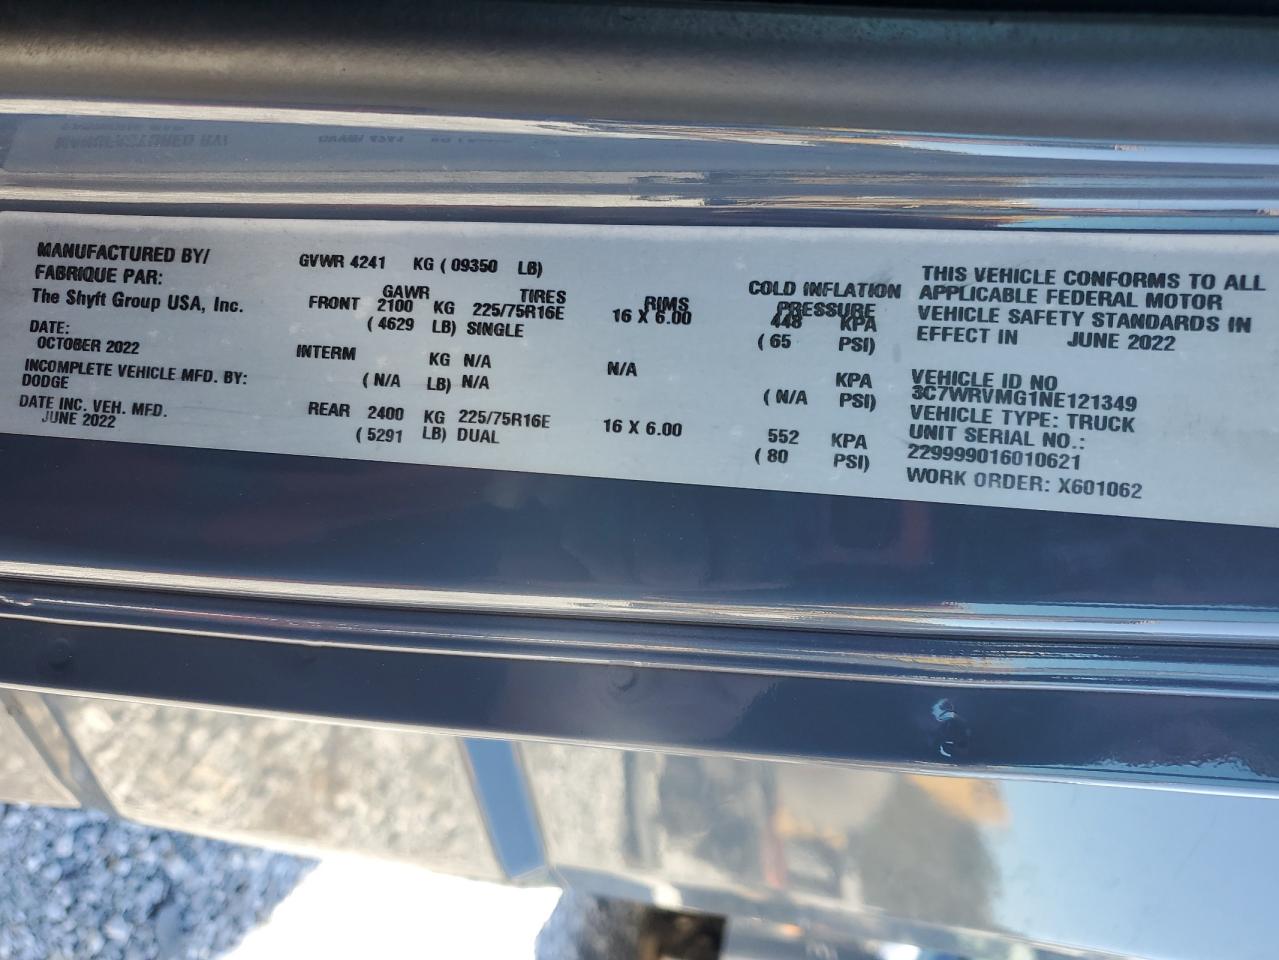 MANUFACTURED BY/
FABRIQUE PAR:
The Shyft Group USA, Inc.
DATE:
OCTOBER 2022
INCOMPLETE VEHICLE MFD. BY:
DODGE
DATE INC. VEH. MFD.
JUNE 2022
GVWR 4241 KG ( 09350 LB)
GAWR TIRES RIMS COLD INFLATION PRESSURE
FRONT 2100 KG 225/75R16E 16 X 6.00 448 KPA
( 4629 LB) SINGLE ( 65 PSI)
INTERM KG N/A N/A KPA
( N/A LB) N/A ( N/A PSI)
REAR 2400 KG 225/75R16E 16 X 6.00 552 KPA
( 5291 LB) DUAL ( 80 PSI)
THIS VEHICLE CONFORMS TO ALL
APPLICABLE FEDERAL MOTOR
VEHICLE SAFETY STANDARDS IN
EFFECT IN JUNE 2022
VEHICLE ID NO
3C7WRVMG1NE121349
VEHICLE TYPE: TRUCK
UNIT SERIAL NO.:
229999016010621
WORK ORDER: X601062